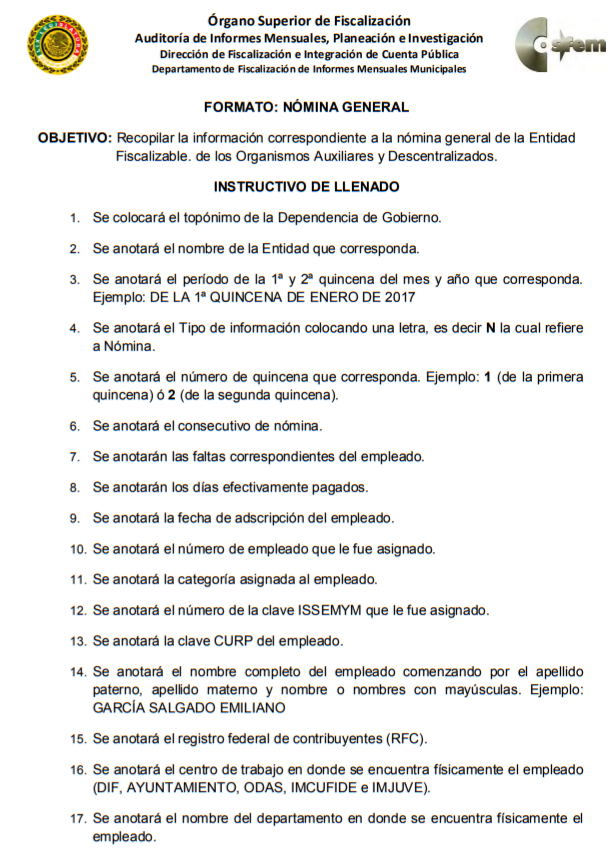 Órgano Superior de Fiscalización
Auditoría de Informes Mensuales, Planeación e Investigación
Dirección de Fiscalización e Integración de Cuenta Pública
Departamento de Fiscalización de Informes Mensuales Municipales
osfem
FORMATO: NÓMINA GENERAL
OBJETIVO: Recopilar la información correspondiente a la nómina general de la Entidad
Fiscalizable. de los Organismos Auxiliares y Descentralizados.
INSTRUCTIVO DE LLENADO
1. Se colocará el topónimo de la Dependencia de Gobierno.
2. Se anotará el nombre de la Entidad que corresponda.
3. Se anotará el período de la 1ª y 2ª quincena del mes y año que corresponda.
Ejemplo: DE LA 1ª QUINCENA DE ENERO DE 2017
4. Se anotará el Tipo de información colocando una letra, es decir N la cual refiere
a Nómina.
5. Se anotará el número de quincena que corresponda. Ejemplo: 1 (de la primera
quincena) ó 2 (de la segunda quincena).
6. Se anotará el consecutivo de nómina.
7. Se anotarán las faltas correspondientes del empleado.
8. Se anotarán los días efectivamente pagados.
9. Se anotará la fecha de adscripción del empleado.
10. Se anotará el número de empleado que le fue asignado.
11. Se anotará la categoría asignada al empleado.
12. Se anotará el número de la clave ISSEMYM que le fue asignado.
13. Se anotará la clave CURP del empleado.
14. Se anotará el nombre completo del empleado comenzando por el apellido
paterno, apellido materno y nombre o nombres con mayúsculas. Ejemplo:
GARCÍA SALGADO EMILIANO
15. Se anotará el registro federal de contribuyentes (RFC).
16. Se anotará el centro de trabajo en donde se encuentra físicamente el empleado
(DIF, AYUNTAMIENTO, ODAS, IMCUFIDE e IMJUVE).
17. Se anotará el nombre del departamento en donde se encuentra físicamente el
empleado.